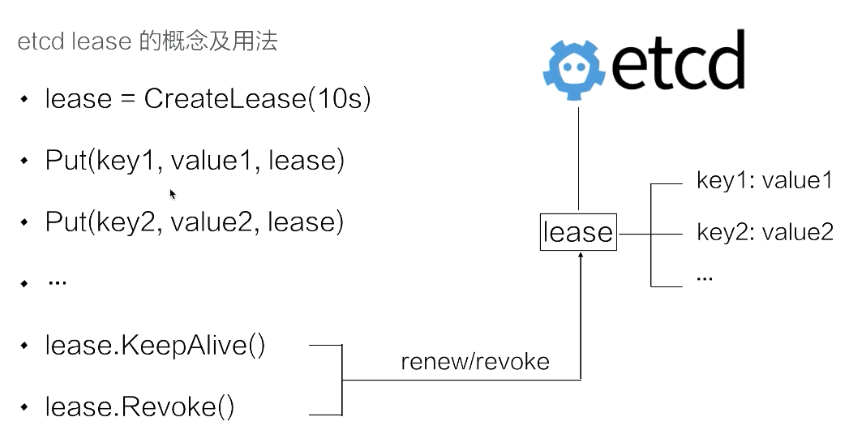 etcd lease 的概念及用法
lease = CreateLease(10s)
Put(key1, value1, lease)
Put(key2, value2, lease)
...
lease.KeepAlive()
lease.Revoke()
renew/revoke
etcd
lease
key1: value1
key2: value2
...